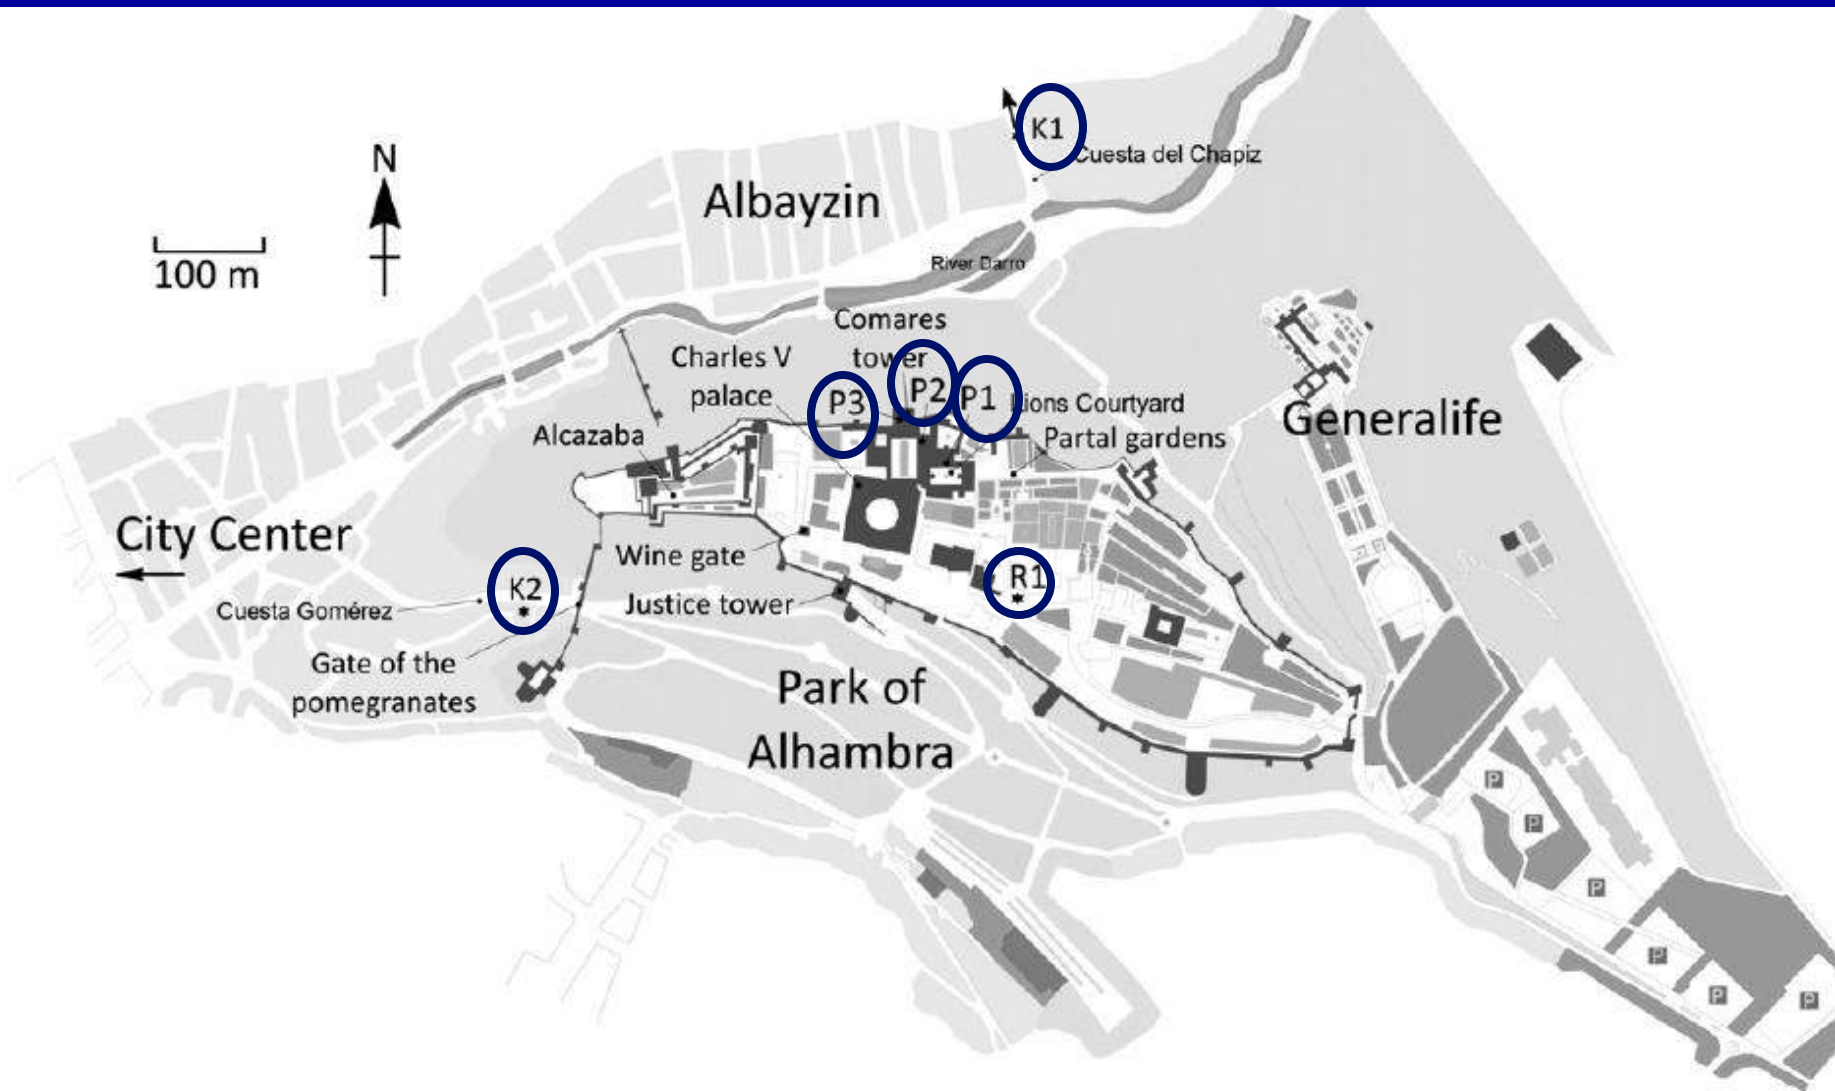 K1
Cuesta del Chapiz
N
Albayzin
100 m
River Darro
Comares
tower
Charles V
palace
P3
P2
P1
Lions Courtyard
Partal gardens
Generalife
Alcazaba
City Center
Wine gate
K2
R1
Justice tower
Cuesta Gomérez
Gate of the
pomegranates
Park of
Alhambra
P
P
P
P
P
P